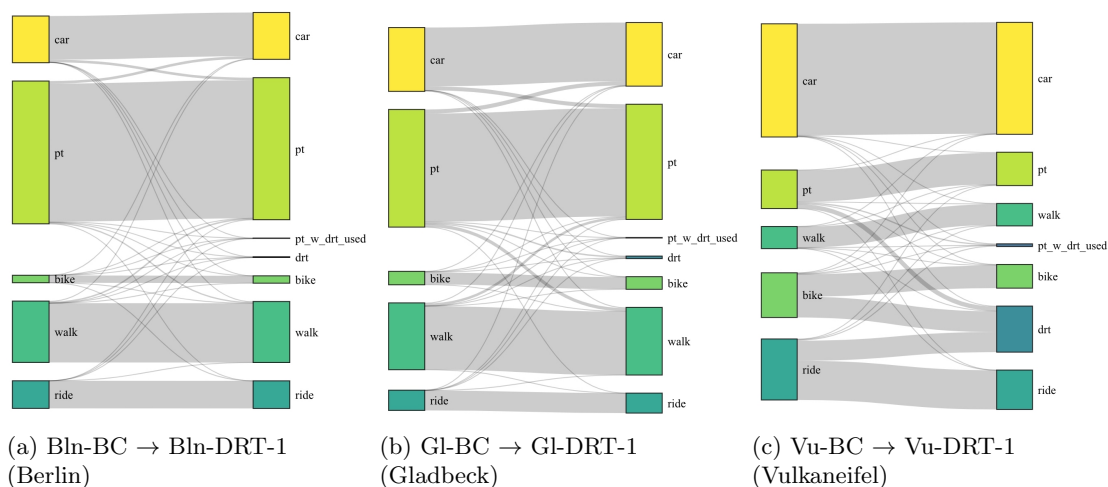 car
pt
bike
walk
ride
car
pt
pt_w_drt_used
drt
bike
walk
ride
(a) Bln-BC → Bln-DRT-1
(Berlin)
car
pt
bike
walk
ride
car
pt
pt_w_drt_used
drt
bike
walk
ride
(b) Gl-BC → Gl-DRT-1
(Gladbeck)
car
pt
walk
bike
ride
car
pt
walk
pt_w_drt_used
bike
drt
ride
(c) Vu-BC → Vu-DRT-1
(Vulkaneifel)